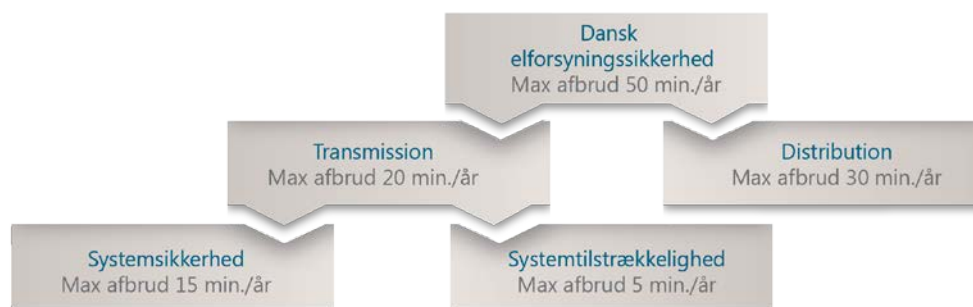 Dansk
elforsyningssikkerhed
Max afbrud 50 min./år
Transmission
Max afbrud 20 min./år
Distribution
Max afbrud 30 min./år
Systemsikkerhed
Max afbrud 15 min./år
Systemtilstrækkelighed
Max afbrud 5 min./år